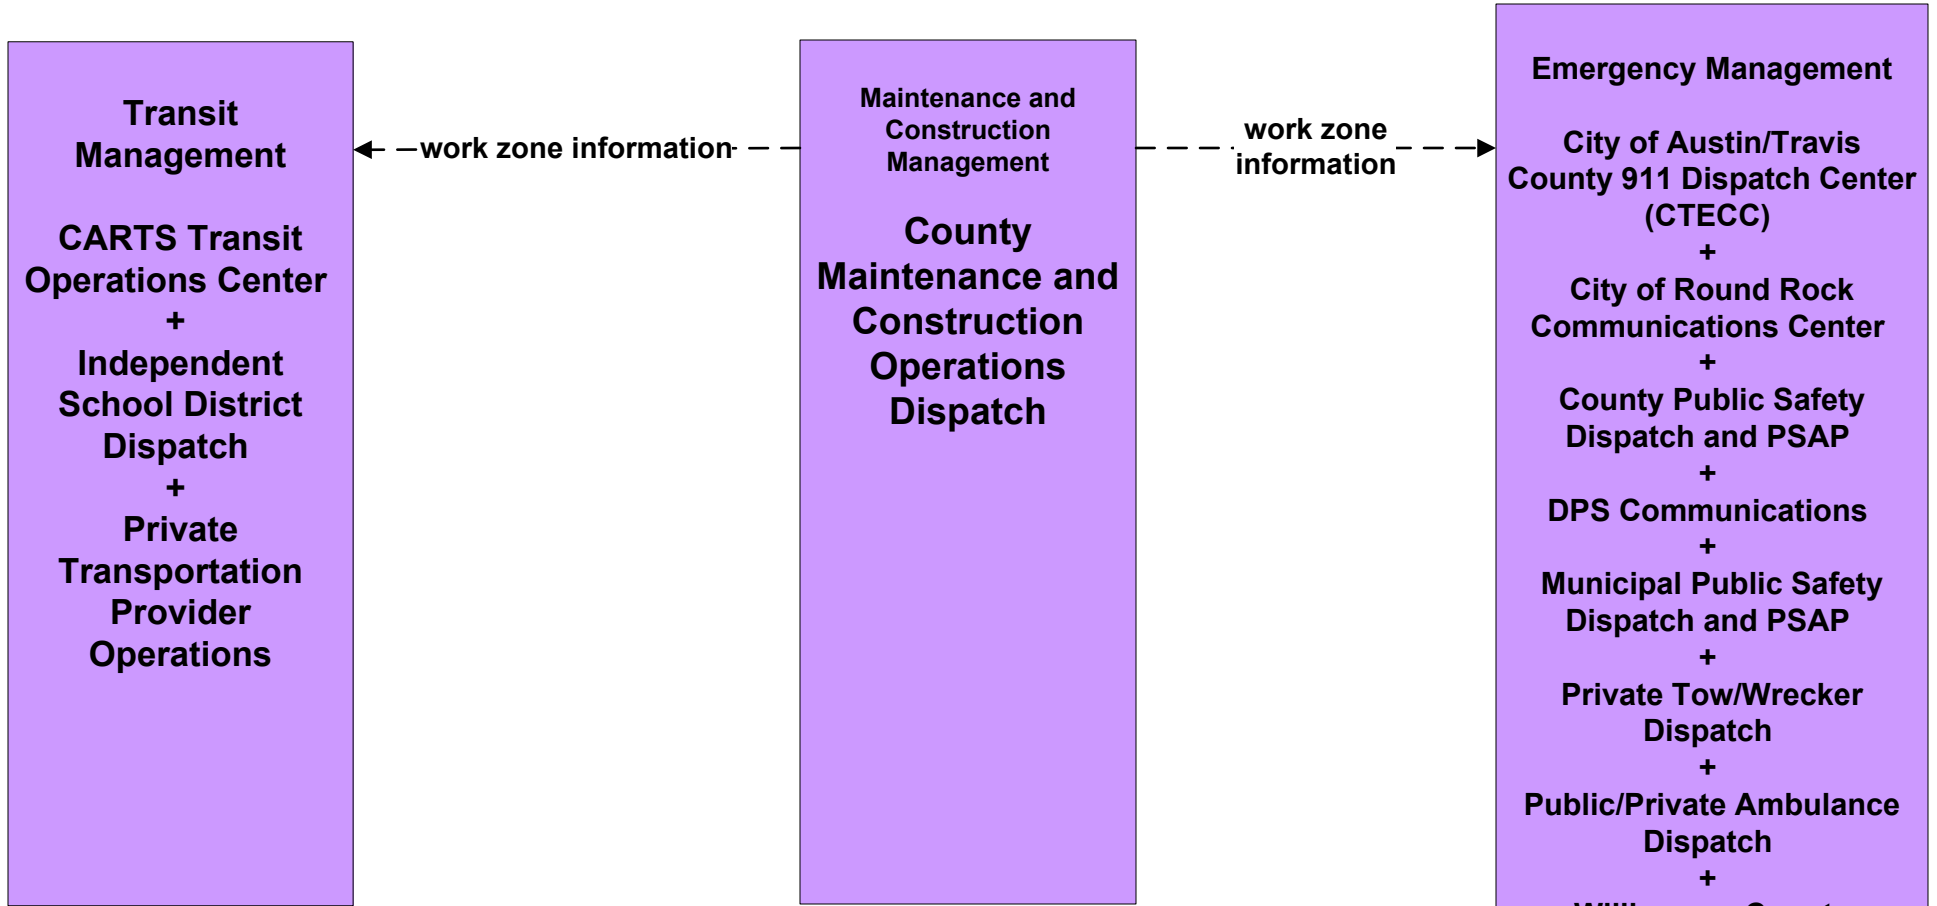 Transit
Management
CARTS Transit
Operations Center
+
Independent
School District
Dispatch
+
Private
Transportation
Provider
Operations
work zone information
Maintenance and
Construction
Management
County
Maintenance and
Construction
Operations
Dispatch
work zone
information
Emergency Management
City of Austin/Travis
County 911 Dispatch Center
(CTECC)
+
City of Round Rock
Communications Center
+
County Public Safety
Dispatch and PSAP
+
DPS Communications
+
Municipal Public Safety
Dispatch and PSAP
+
Private Tow/Wrecker
Dispatch
+
Public/Private Ambulance
Dispatch
+